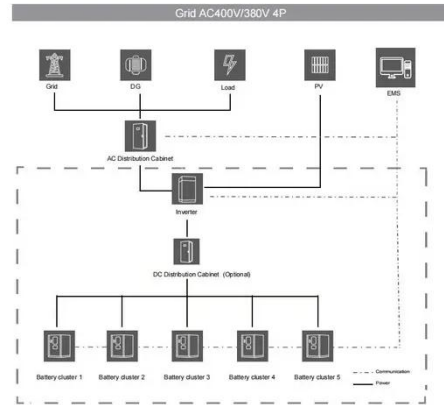 Grid AC400V/380V 4P
Grid
DG
Load
PV
EMS
AC Distribution Cabinet
Inverter
DC Distribution Cabinet (Optional)
Battery cluster 1
Battery cluster 2
Battery cluster 3
Battery cluster 4
Battery cluster 5
Communication
Power